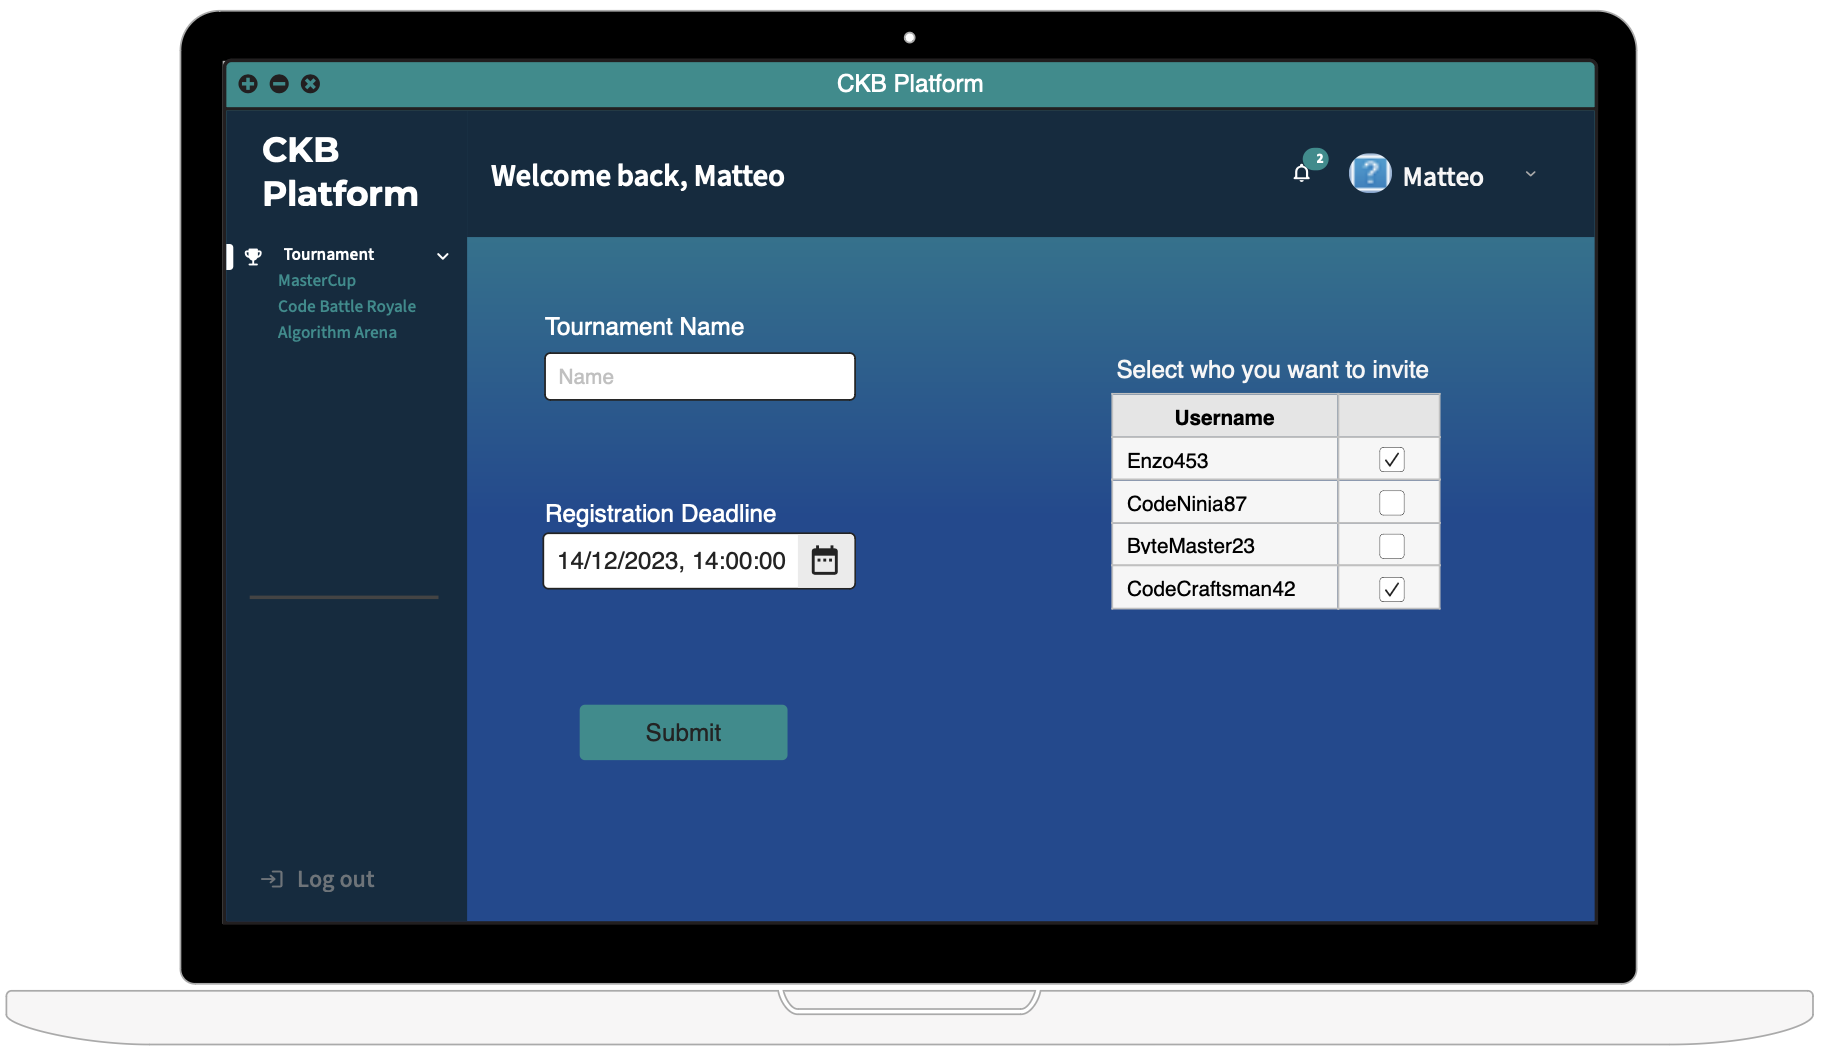 CKB Platform
CKB
Platform
Welcome back, Matteo
2
Matteo
Tournament
MasterCup
Code Battle Royale
Algorithm Arena
Tournament Name
Name
Registration Deadline
14/12/2023, 14:00:00
Submit
Select who you want to invite
Username
Enzo453
CodeNinja87
ByteMaster23
CodeCraftsman42
Log out